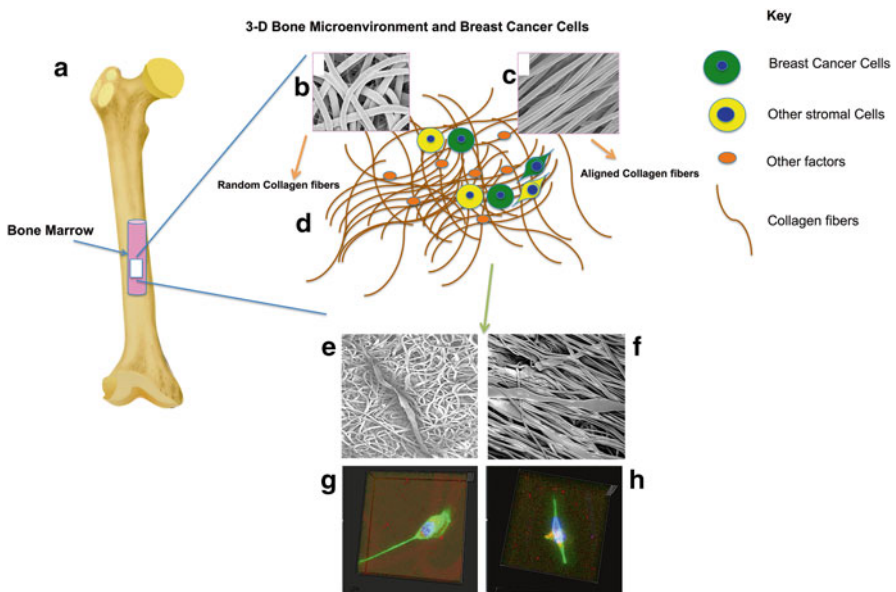 3-D Bone Microenvironment and Breast Cancer Cells
Key
a
b
c
Breast Cancer Cells
Other stromal Cells
Other factors
Random Collagen fibers
Aligned Collagen fibers
d
Collagen fibers
Bone Marrow
e
f
g
h